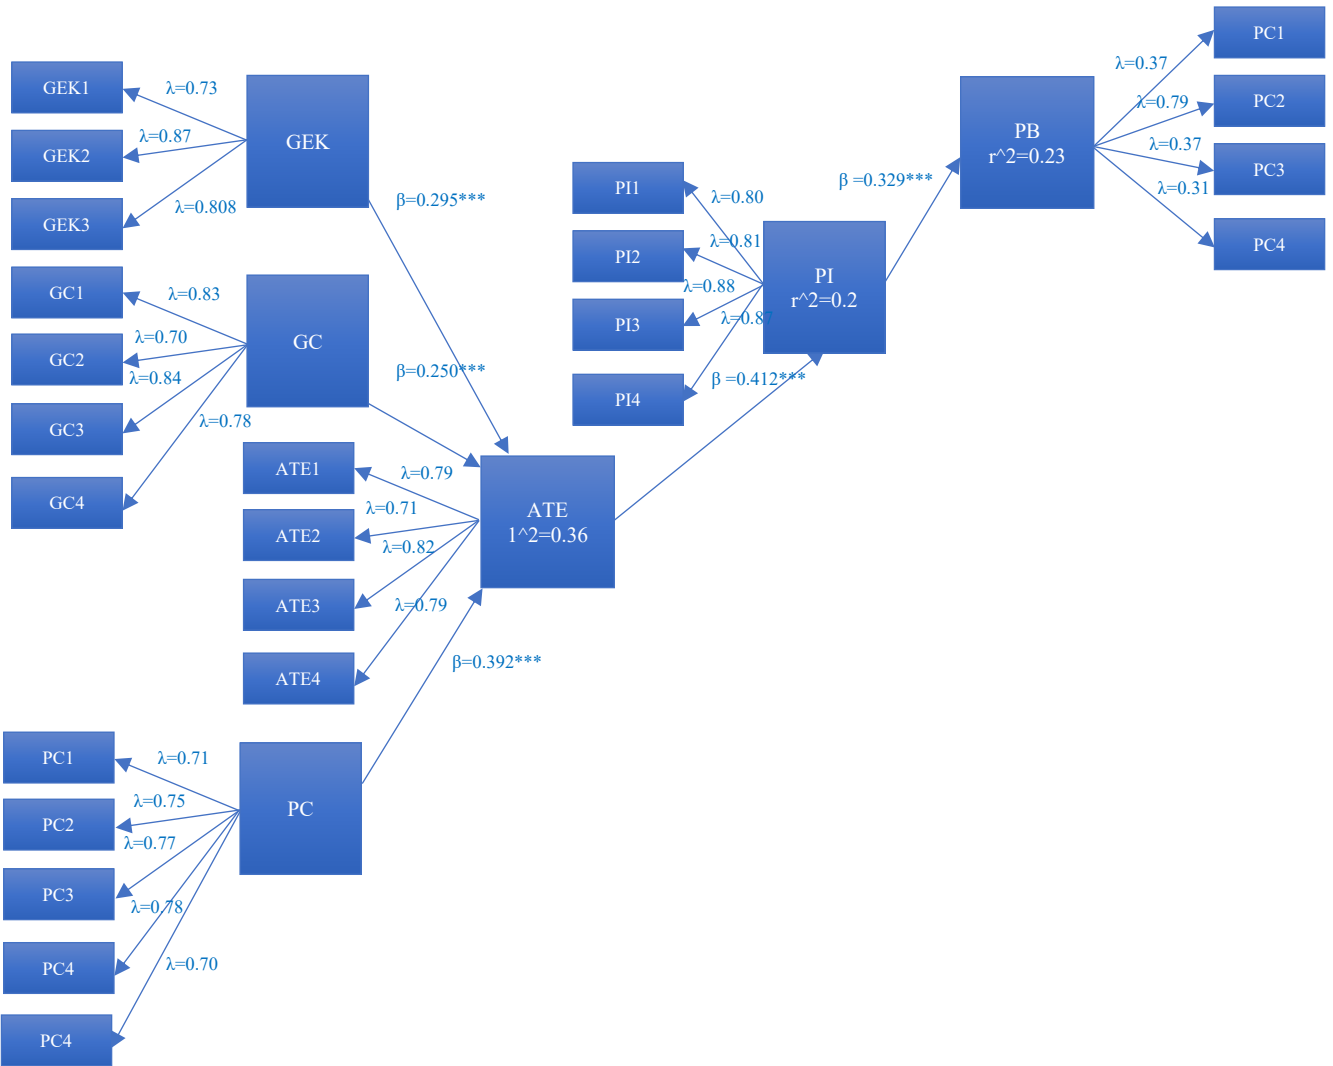 GEK1
GEK2
GEK3
λ=0.73
λ=0.87
λ=0.808
GEK
β=0.295***
GC1
GC2
GC3
GC4
λ=0.83
λ=0.70
λ=0.84
λ=0.78
GC
β=0.250***
ATE1
ATE2
ATE3
ATE4
λ=0.79
λ=0.71
λ=0.82
λ=0.79
ATE
l^2=0.36
PC1
PC2
PC3
PC4
PC4
λ=0.71
λ=0.75
λ=0.77
λ=0.78
λ=0.70
PC
β=0.392***
PI1
PI2
PI3
PI4
λ=0.80
λ=0.81
λ=0.88
λ=0.87
PI
r^2=0.2
β =0.412***
β =0.329***
PB
r^2=0.23
λ=0.37
λ=0.79
λ=0.37
λ=0.31
PC1
PC2
PC3
PC4